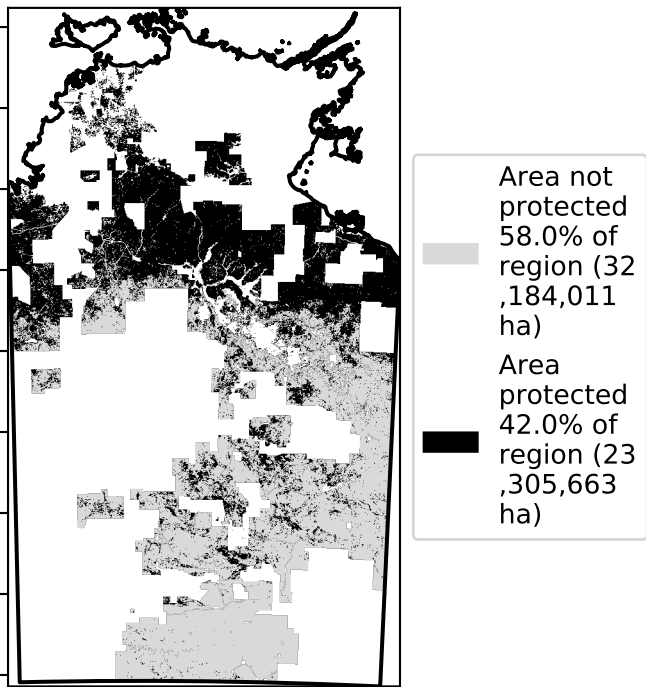 Area not
protected
58.0% of
region (32
,184,011
ha)
Area
protected
42.0% of
region (23
,305,663
ha)